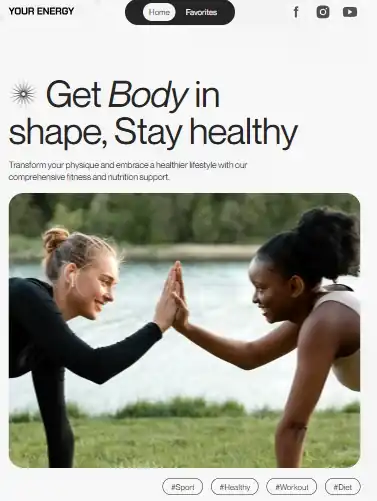 YOUR ENERGY
Home Favorites
Get Body in
shape, Stay healthy
Transform your physique and embrace a healthier lifestyle with our
comprehensive fitness and nutrition support.
#Sport #Healthy #Workout #Diet